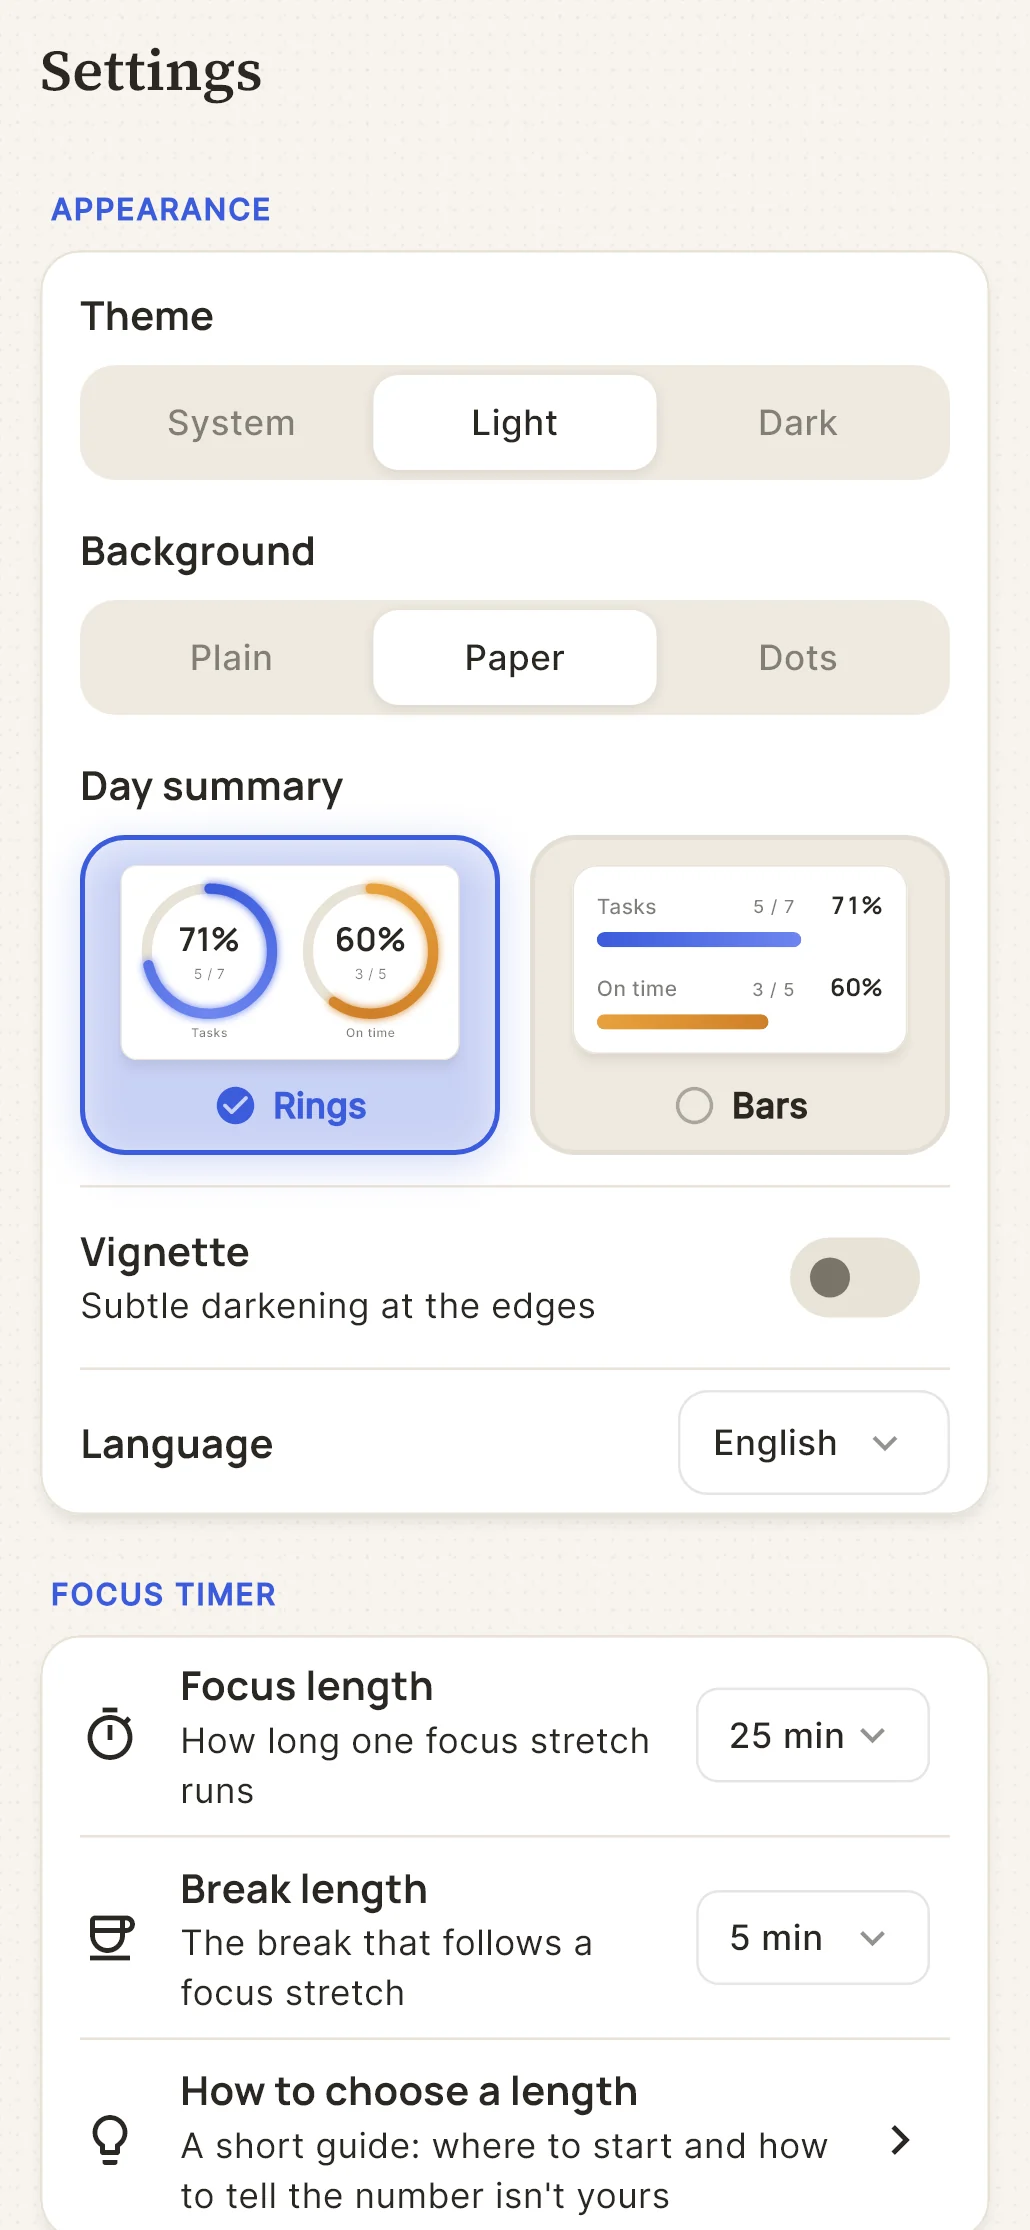 Settings
APPEARANCE
Theme
System Light Dark
Background
Plain Paper Dots
Day summary
71%
5 / 7
Tasks
60%
3 / 5
On time
Rings
Tasks 5 / 7 71%
On time 3 / 5 60%
Bars
Vignette
Subtle darkening at the edges
Language English
FOCUS TIMER
Focus length
How long one focus stretch
runs
25 min
Break length
The break that follows a
focus stretch
5 min
How to choose a length
A short guide: where to start and how
to tell the number isn't yours